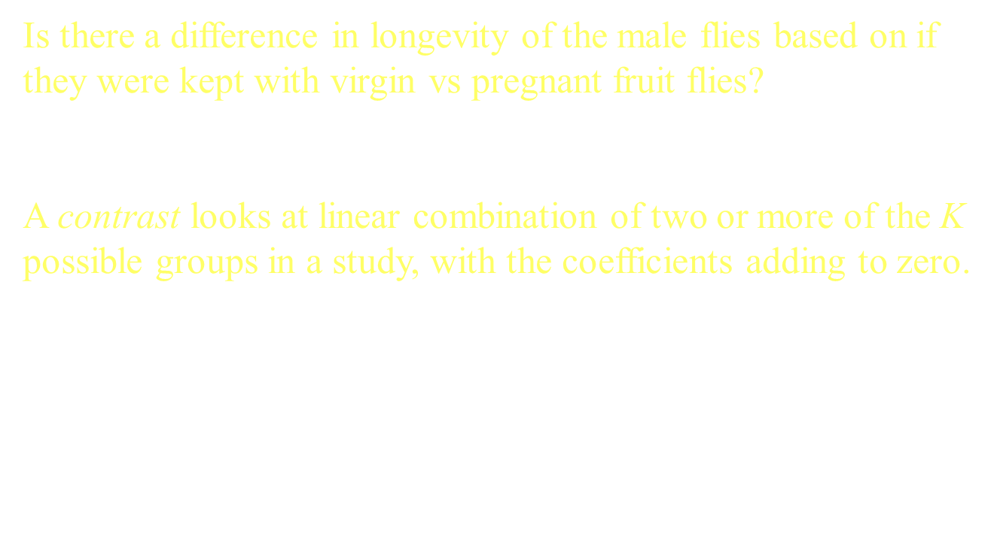 Is there a difference in longevity of the male flies based on if
they were kept with virgin vs pregnant fruit flies?
A contrast looks at linear combination of two or more of the K
possible groups in a study, with the coefficients adding to zero.